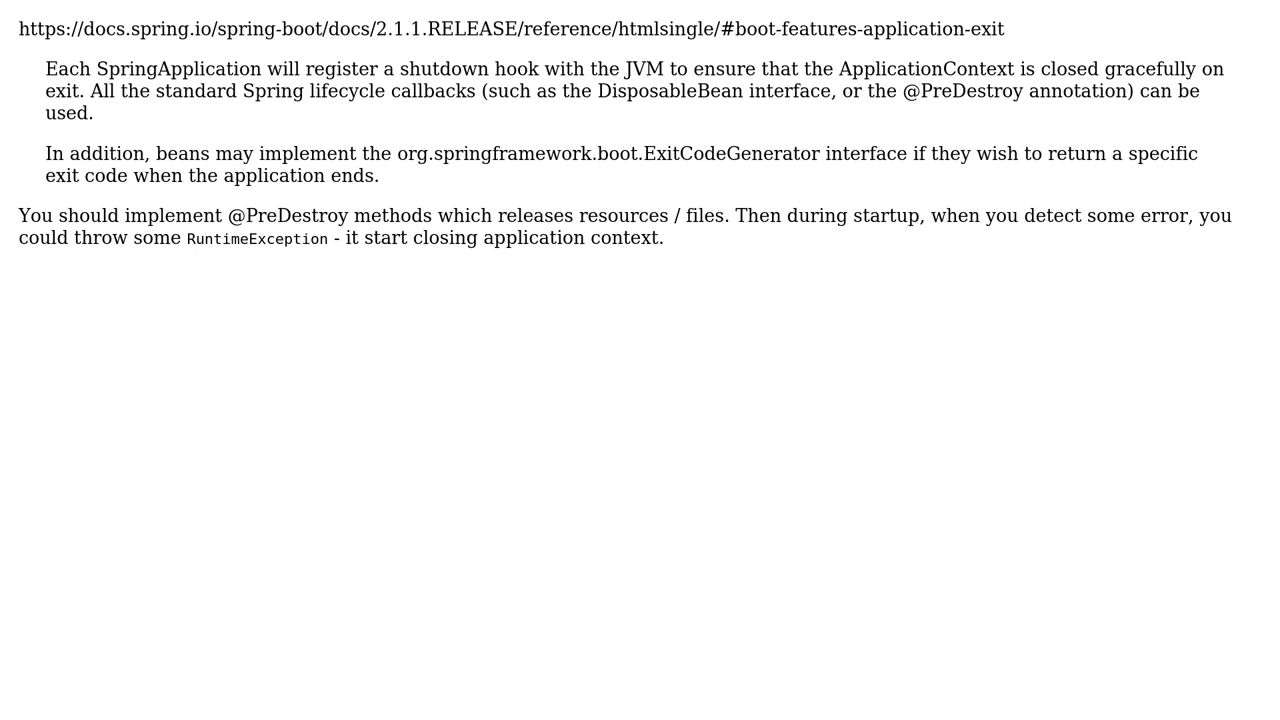 https://docs.spring.io/spring-boot/docs/2.1.1.RELEASE/reference/htmlsingle/#boot-features-application-exit
Each SpringApplication will register a shutdown hook with the JVM to ensure that the ApplicationContext is closed gracefully on
exit. All the standard Spring lifecycle callbacks (such as the DisposableBean interface, or the @PreDestroy annotation) can be
used.
In addition, beans may implement the org.springframework.boot.ExitCodeGenerator interface if they wish to return a specific
exit code when the application ends.
You should implement @PreDestroy methods which releases resources / files. Then during startup, when you detect some error, you
could throw some RuntimeException - it start closing application context.